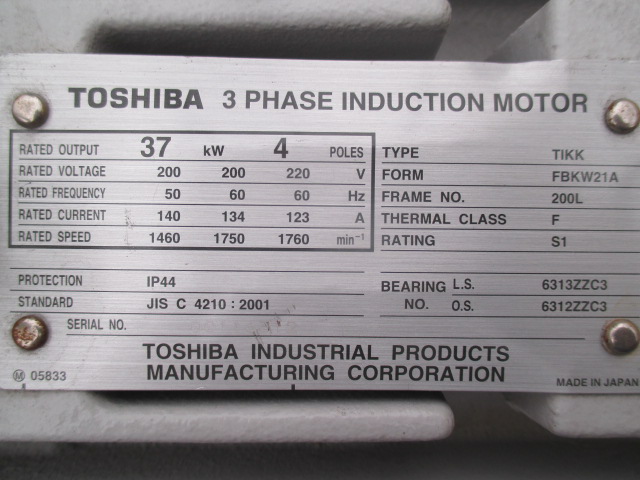 TOSHIBA 3 PHASE INDUCTION MOTOR
RATED OUTPUT 37 kW 4 POLES
RATED VOLTAGE 200 200 220 V
RATED FREQUENCY 50 60 60 Hz
RATED CURRENT 140 134 123 A
RATED SPEED 1460 1750 1760 min⁻¹
TYPE TIKK
FORM FBKW21A
FRAME NO. 200L
THERMAL CLASS F
RATING S1
PROTECTION IP44
STANDARD JIS C 4210 : 2001
SERIAL NO.
BEARING L.S. 6313ZZC3
NO. O.S. 6312ZZC3
TOSHIBA INDUSTRIAL PRODUCTS
MANUFACTURING CORPORATION
Ⓜ 05833
MADE IN JAPAN